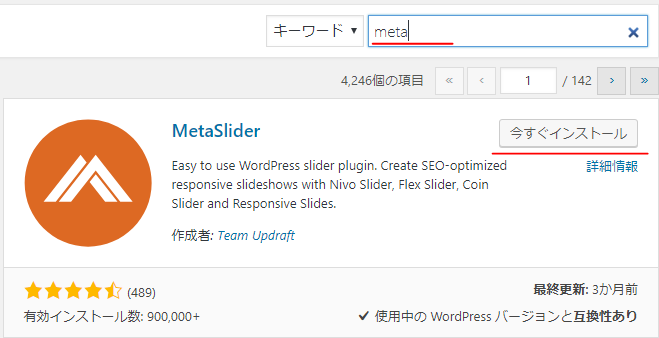 キーワード ▼ meta ×
4,246個の項目 « ‹ 1 / 142 › »
MetaSlider
今すぐインストール
Easy to use WordPress slider plugin. Create SEO-optimized
responsive slideshows with Nivo Slider, Flex Slider, Coin
Slider and Responsive Slides.
詳細情報
作成者: Team Updraft
(489)
最終更新: 3か月前
有効インストール数: 900,000+
✔ 使用中の WordPress バージョンと互換性あり